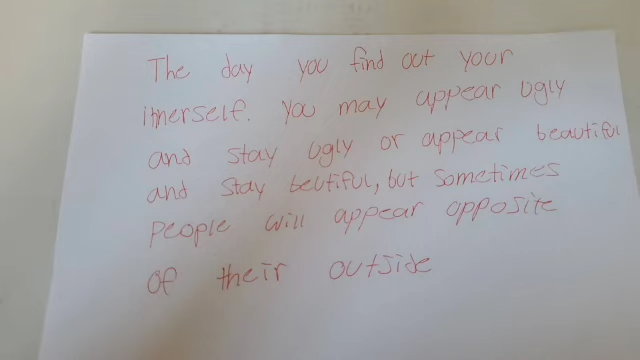 The day you find out your
itnerself. You may appear ugly
and stay ugly or appear beautiful
and stay beutiful, but sometimes
people will appear opposite
of their outside